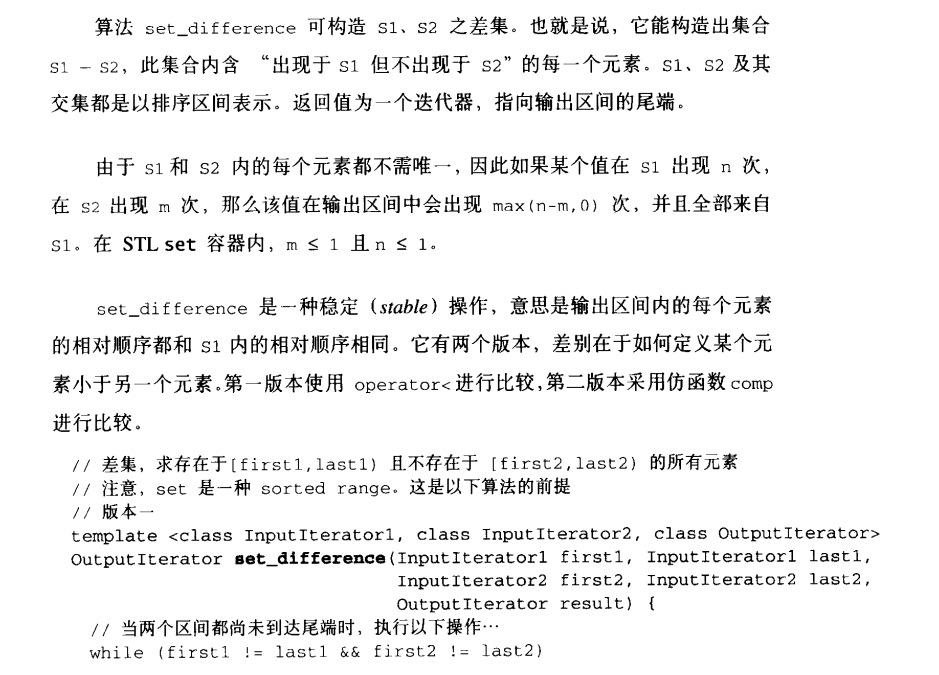 算法 set_difference 可构造 S1、S2 之差集。也就是说，它能构造出集合
S1 - S2，此集合内含 “出现于 S1 但不出现于 S2”的每一个元素。S1、S2 及其
交集都是以排序区间表示。返回值为一个迭代器，指向输出区间的尾端。
由于 S1 和 S2 内的每个元素都不需唯一，因此如果某个值在 S1 出现 n 次，
在 S2 出现 m 次，那么该值在输出区间中会出现 max(n-m,0) 次，并且全部来自
S1。在 STL set 容器内，m ≤ 1 且 n ≤ 1。
set_difference 是一种稳定（stable）操作，意思是输出区间内的每个元素
的相对顺序都和 S1 内的相对顺序相同。它有两个版本，差别在于如何定义某个元
素小于另一个元素。第一版本使用 operator< 进行比较，第二版本采用仿函数 comp
进行比较。
// 差集，求存在于[first1,last1) 且不存在于 [first2,last2) 的所有元素
// 注意，set 是一种 sorted range。这是以下算法的前提
// 版本一
template <class InputIterator1, class InputIterator2, class OutputIterator>
OutputIterator set_difference(InputIterator1 first1, InputIterator1 last1,
InputIterator2 first2, InputIterator2 last2,
OutputIterator result) {
// 当两个区间都尚未到达尾端时，执行以下操作…
while (first1 != last1 && first2 != last2)